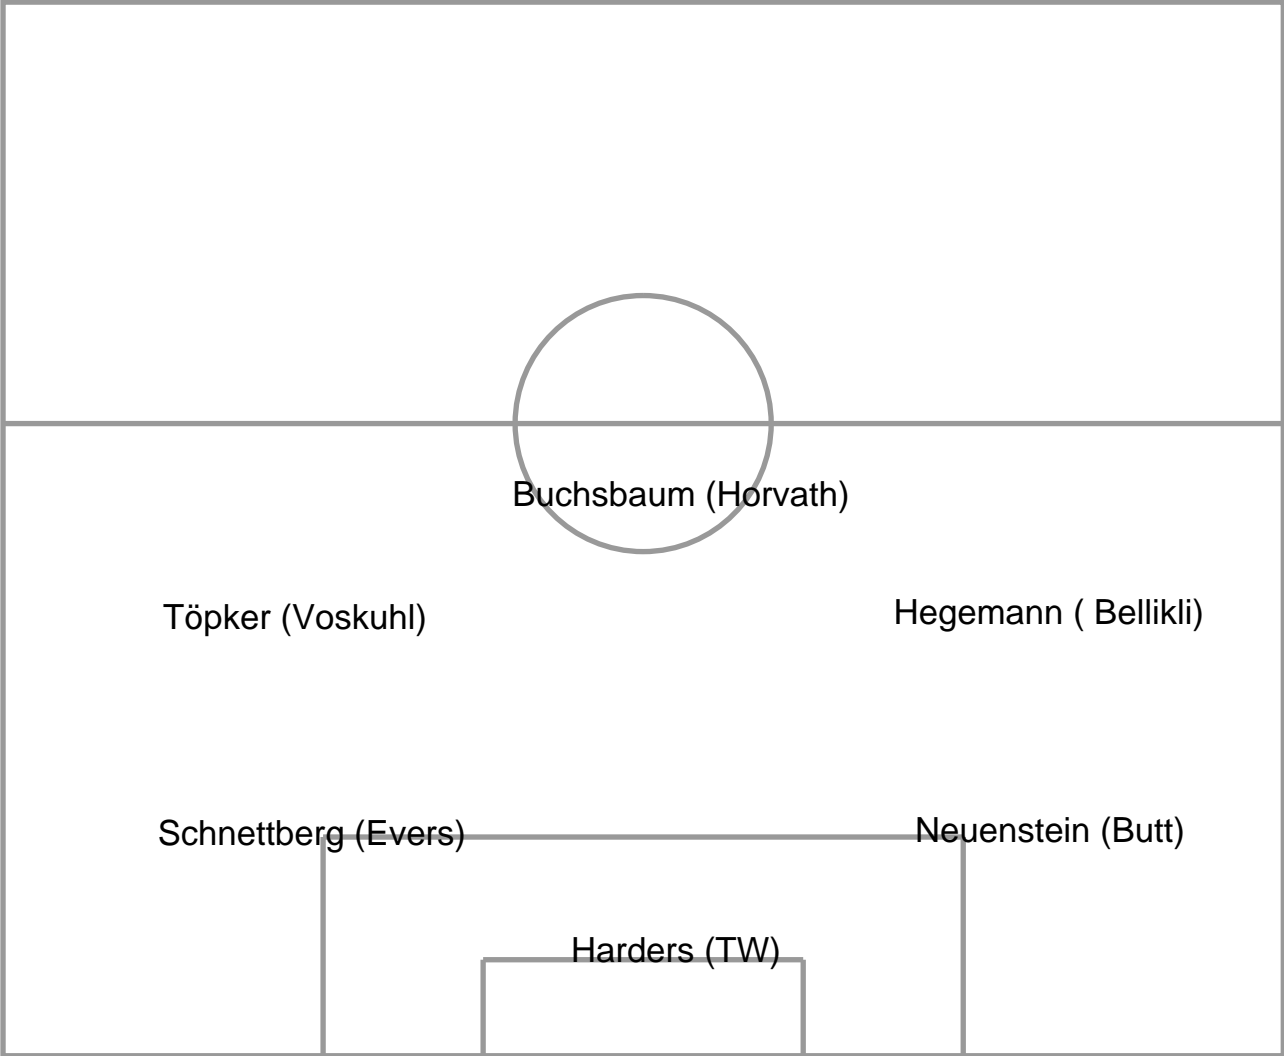 Buchsbaum (Horvath)
Töpker (Voskuhl)
Hegemann ( Bellikli)
Schnettberg (Evers)
Neuenstein (Butt)
Harders (TW)